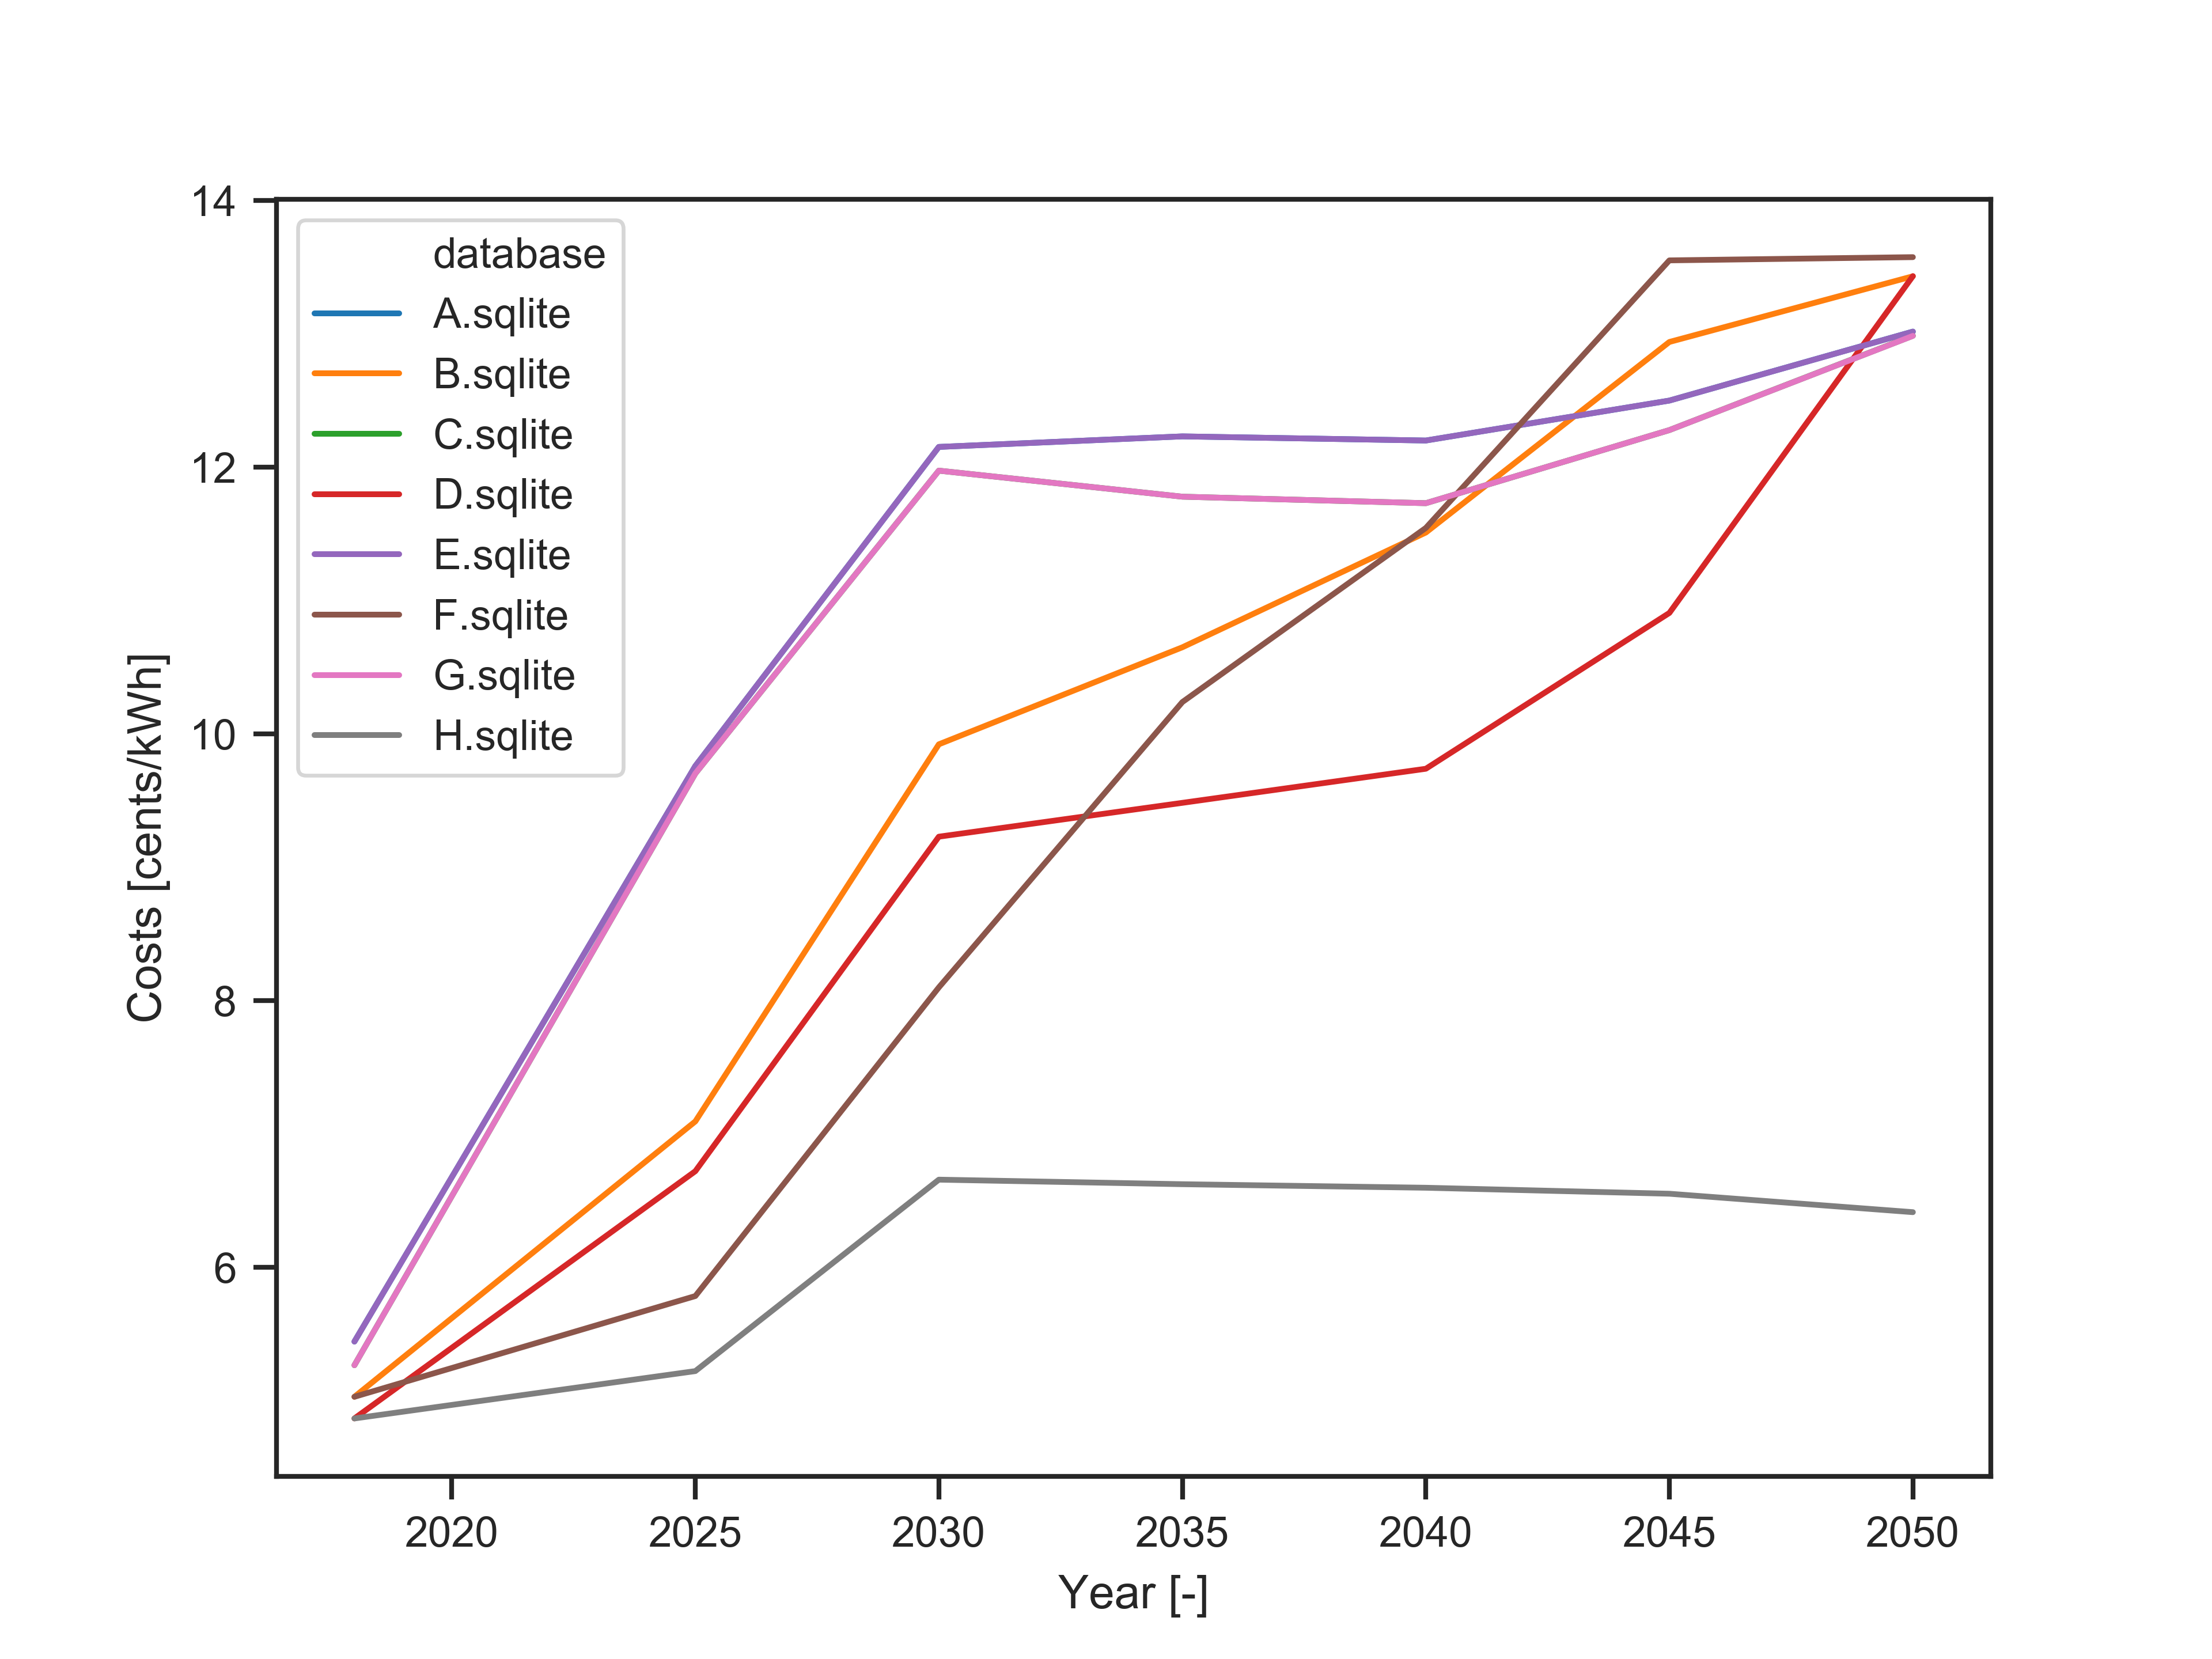 14
12
10
8
6
Costs [cents/kWh]
database
A.sqlite
B.sqlite
C.sqlite
D.sqlite
E.sqlite
F.sqlite
G.sqlite
H.sqlite
2020 2025 2030 2035 2040 2045 2050
Year [-]